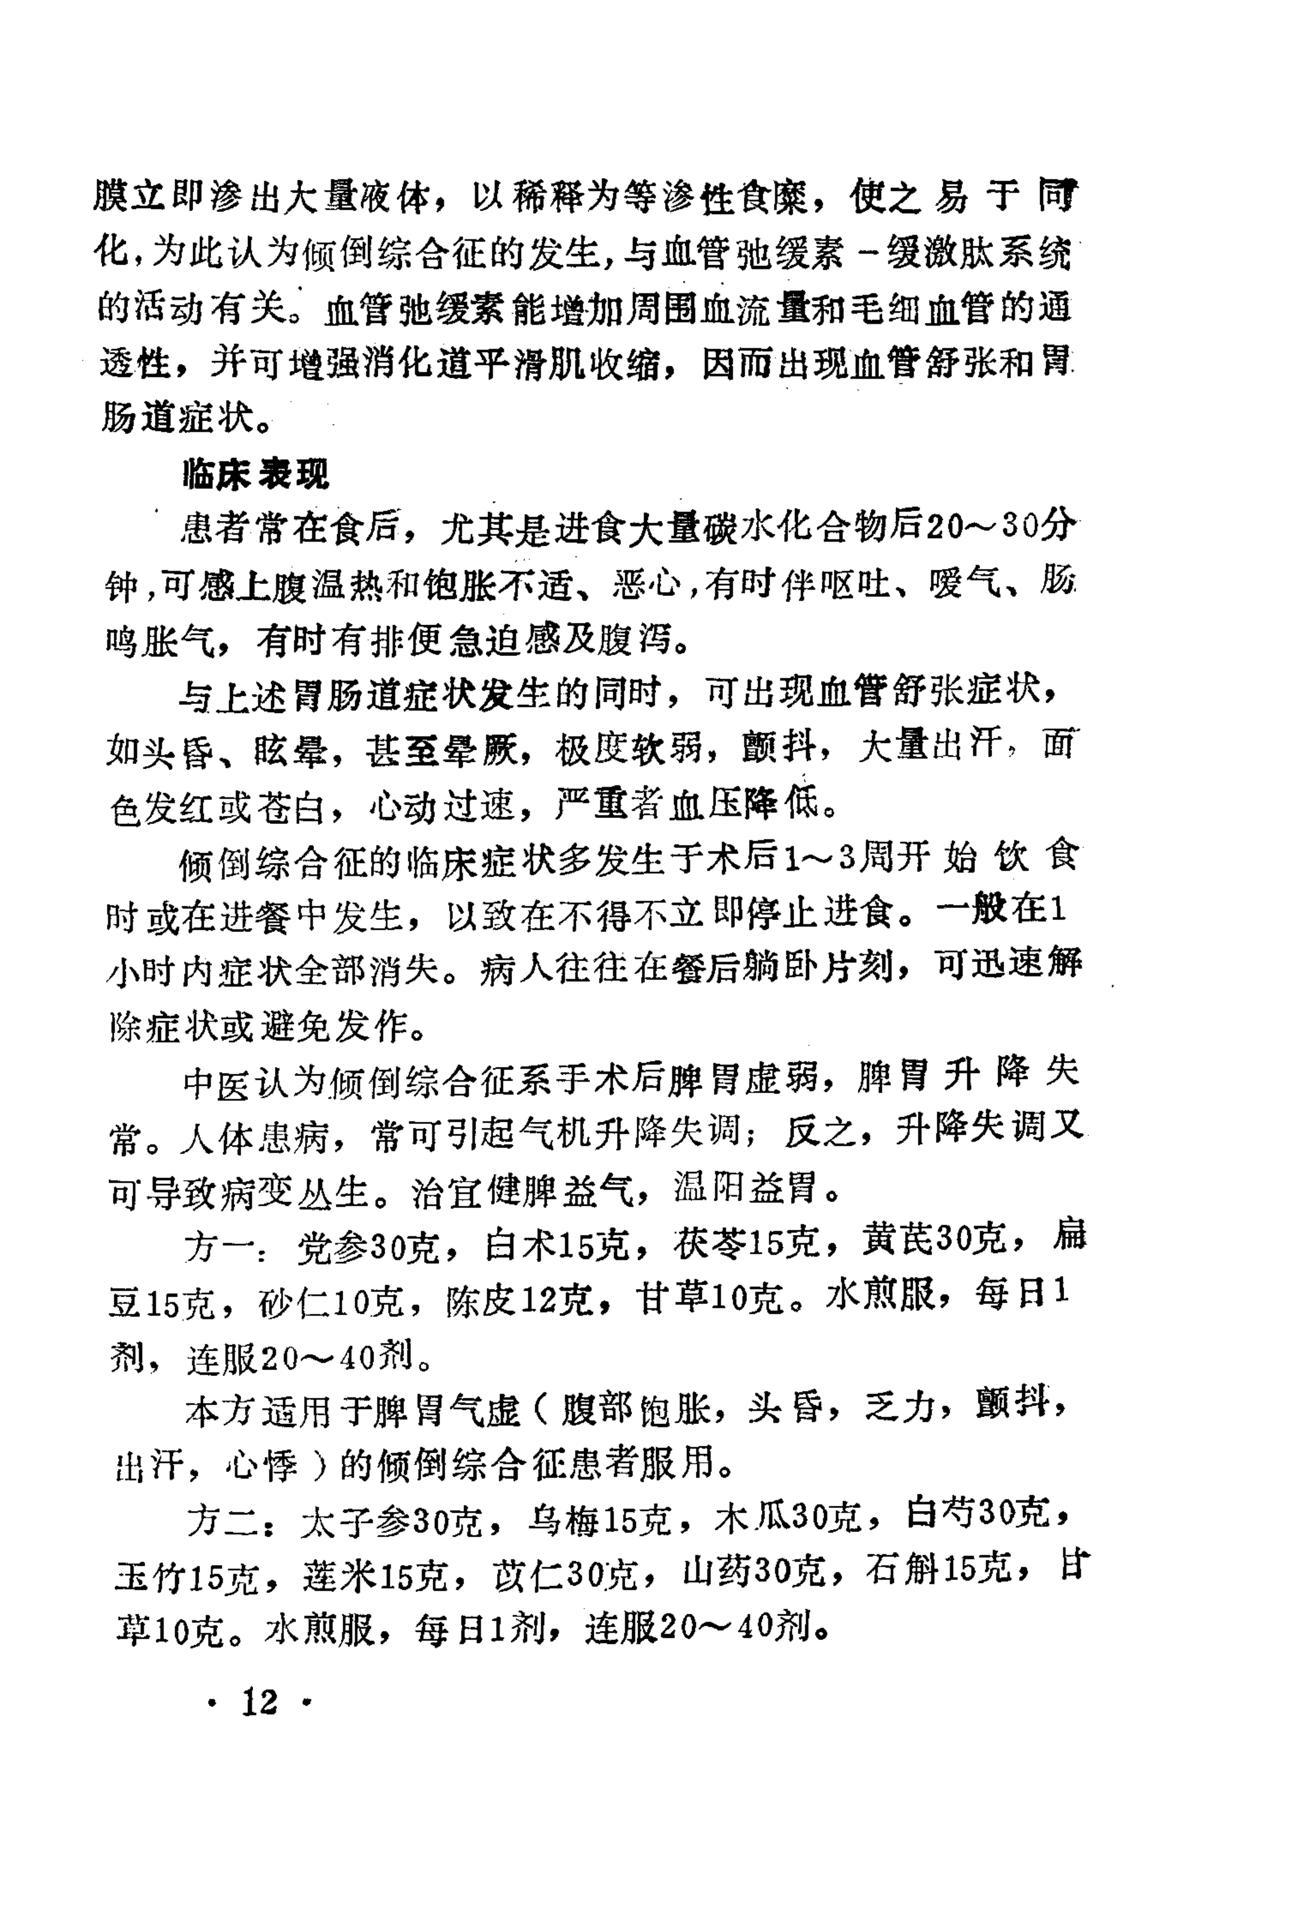 膜立即渗出大量液体，以稀释为等渗性食糜，使之易于同
化，为此认为倾倒综合征的发生，与血管弛缓素－缓激肽系统
的活动有关。血管弛缓素能增加周围血流量和毛细血管的通
透性，并可增强消化道平滑肌收缩，因而出现血管舒张和胃
肠道症状。
临床表现
患者常在食后，尤其是进食大量碳水化合物后20～30分
钟，可感上腹温热和饱胀不适、恶心，有时伴呕吐、嗳气、肠
鸣胀气，有时有排便急迫感及腹泻。
与上述胃肠道症状发生的同时，可出现血管舒张症状，
如头昏、眩晕，甚至晕厥，极度软弱，颤抖，大量出汗，面
色发红或苍白，心动过速，严重者血压降低。
倾倒综合征的临床症状多发生于术后1～3周开始饮食
时或在进餐中发生，以致在不得不立即停止进食。一般在1
小时内症状全部消失。病人往往在餐后躺卧片刻，可迅速解
除症状或避免发作。
中医认为倾倒综合征系手术后脾胃虚弱，脾胃升降失
常。人体患病，常可引起气机升降失调；反之，升降失调又
可导致病变丛生。治宜健脾益气，温阳益胃。
方一：党参30克，白术15克，茯苓15克，黄芪30克，扁
豆15克，砂仁10克，陈皮12克，甘草10克。水煎服，每日1
剂，连服20～40剂。
本方适用于脾胃气虚（腹部饱胀，头昏，乏力，颤抖，
出汗，心悸）的倾倒综合征患者服用。
方二：太子参30克，乌梅15克，木瓜30克，白芍30克，
玉竹15克，莲米15克，苡仁30克，山药30克，石斛15克，甘
草10克。水煎服，每日1剂，连服20～40剂。
· 12 ·